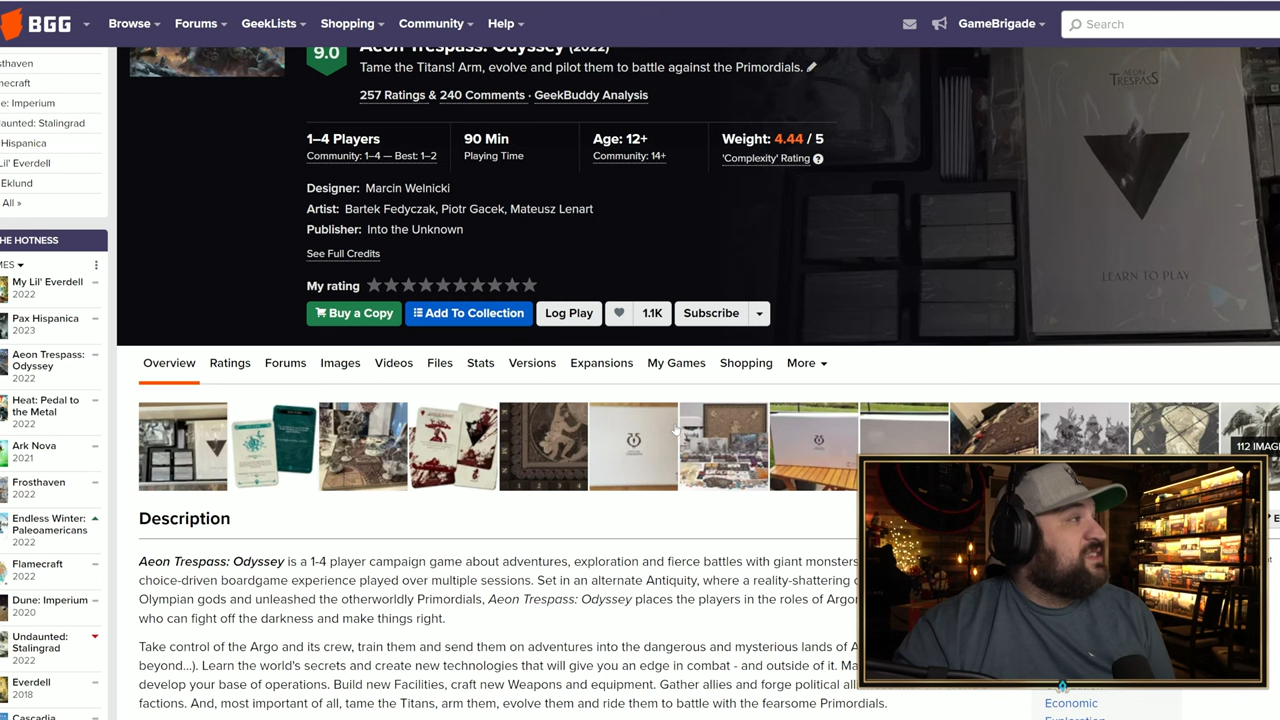 BGG
Browse
Forums
GeekLists
Shopping
Community
Help
GameBrigade
Search
e: Imperium
aunted: Stalingrad
Hispanica
Lil' Everdell
Eklund
All »
HE HOTNESS
MES
My Lil' Everdell
2022
Pax Hispanica
2023
Aeon Trespass:
Odyssey
2022
Heat: Pedal to
the Metal
2022
Ark Nova
2021
Frosthaven
2022
Endless Winter:
Paleoamericans
2022
Flamecraft
2022
Dune: Imperium
2020
Undaunted:
Stalingrad
2022
Everdell
2018
Cascadia
9.0
Aeon Trespass: Odyssey (2022)
Tame the Titans! Arm, evolve and pilot them to battle against the Primordials.
257 Ratings & 240 Comments · GeekBuddy Analysis
1–4 Players
Community: 1–4 — Best: 1–2
90 Min
Playing Time
Age: 12+
Community: 14+
Weight: 4.44 / 5
'Complexity' Rating ?
Designer: Marcin Welnicki
Artist: Bartek Fedyczak, Piotr Gacek, Mateusz Lenart
Publisher: Into the Unknown
See Full Credits
My rating
Buy a Copy
Add To Collection
Log Play
1.1K
Subscribe
AEON
TRESPASS
LEARN TO PLAY
Overview
Ratings
Forums
Images
Videos
Files
Stats
Versions
Expansions
My Games
Shopping
More
112 IMAG
Description
Aeon Trespass: Odyssey is a 1-4 player campaign game about adventures, exploration and fierce battles with giant monsters
choice-driven boardgame experience played over multiple sessions. Set in an alternate Antiquity, where a reality-shattering
Olympian gods and unleashed the otherworldly Primordials, Aeon Trespass: Odyssey places the players in the roles of Argo
who can fight off the darkness and make things right.
Take control of the Argo and its crew, train them and send them on adventures into the dangerous and mysterious lands of A
beyond...). Learn the world's secrets and create new technologies that will give you an edge in combat - and outside of it. Ma
develop your base of operations. Build new Facilities, craft new Weapons and equipment. Gather allies and forge political all
factions. And, most important of all, tame the Titans, arm them, evolve them and ride them to battle with the fearsome Primordials.
Economic